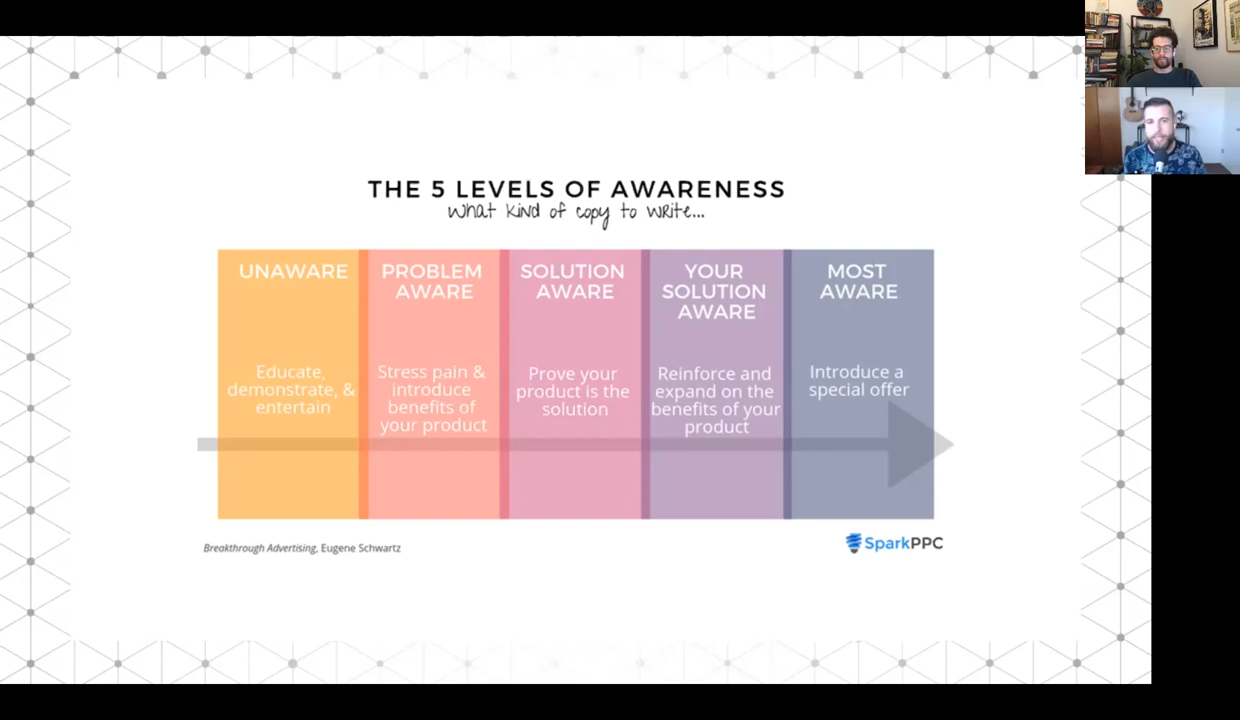 THE 5 LEVELS OF AWARENESS
what kind of copy to write...
UNAWARE
Educate,
demonstrate, &
entertain
PROBLEM
AWARE
Stress pain &
introduce
benefits of
your product
SOLUTION
AWARE
Prove your
product is the
solution
YOUR
SOLUTION
AWARE
Reinforce and
expand on the
benefits of your
product
MOST
AWARE
Introduce a
special offer
Breakthrough Advertising, Eugene Schwartz
SparkPPC